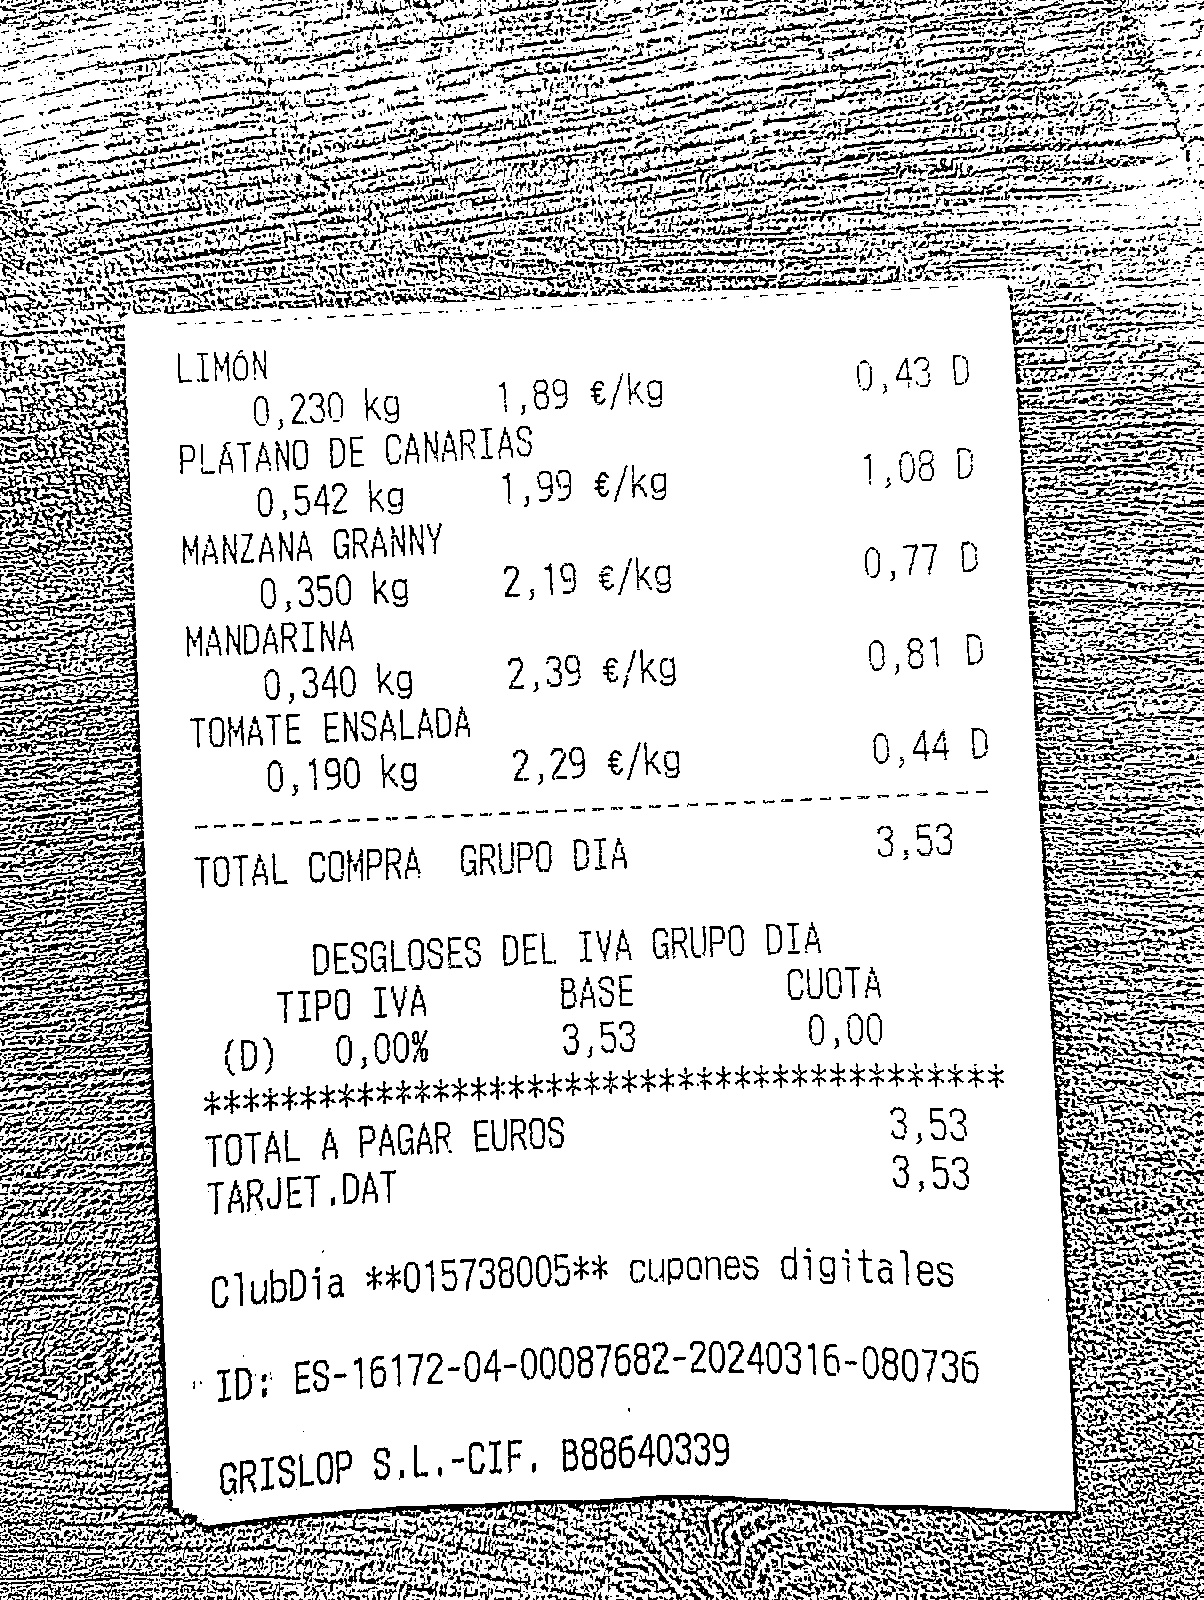 LIMÓN
0,230 kg 1,89 €/kg 0,43 D
PLÁTANO DE CANARIAS
0,542 kg 1,99 €/kg 1,08 D
MANZANA GRANNY
0,350 kg 2,19 €/kg 0,77 D
MANDARINA
0,340 kg 2,39 €/kg 0,81 D
TOMATE ENSALADA
0,190 kg 2,29 €/kg 0,44 D
----------------------------------------
TOTAL COMPRA GRUPO DIA 3,53
DESGLOSES DEL IVA GRUPO DIA
TIPO IVA BASE CUOTA
(D) 0,00% 3,53 0,00
******************************************
TOTAL A PAGAR EUROS 3,53
TARJET.DAT 3,53
ClubDia **015738005** cupones digitales
ID: ES-16172-04-00087682-20240316-080736
GRISLOP S.L.-CIF. B88640339